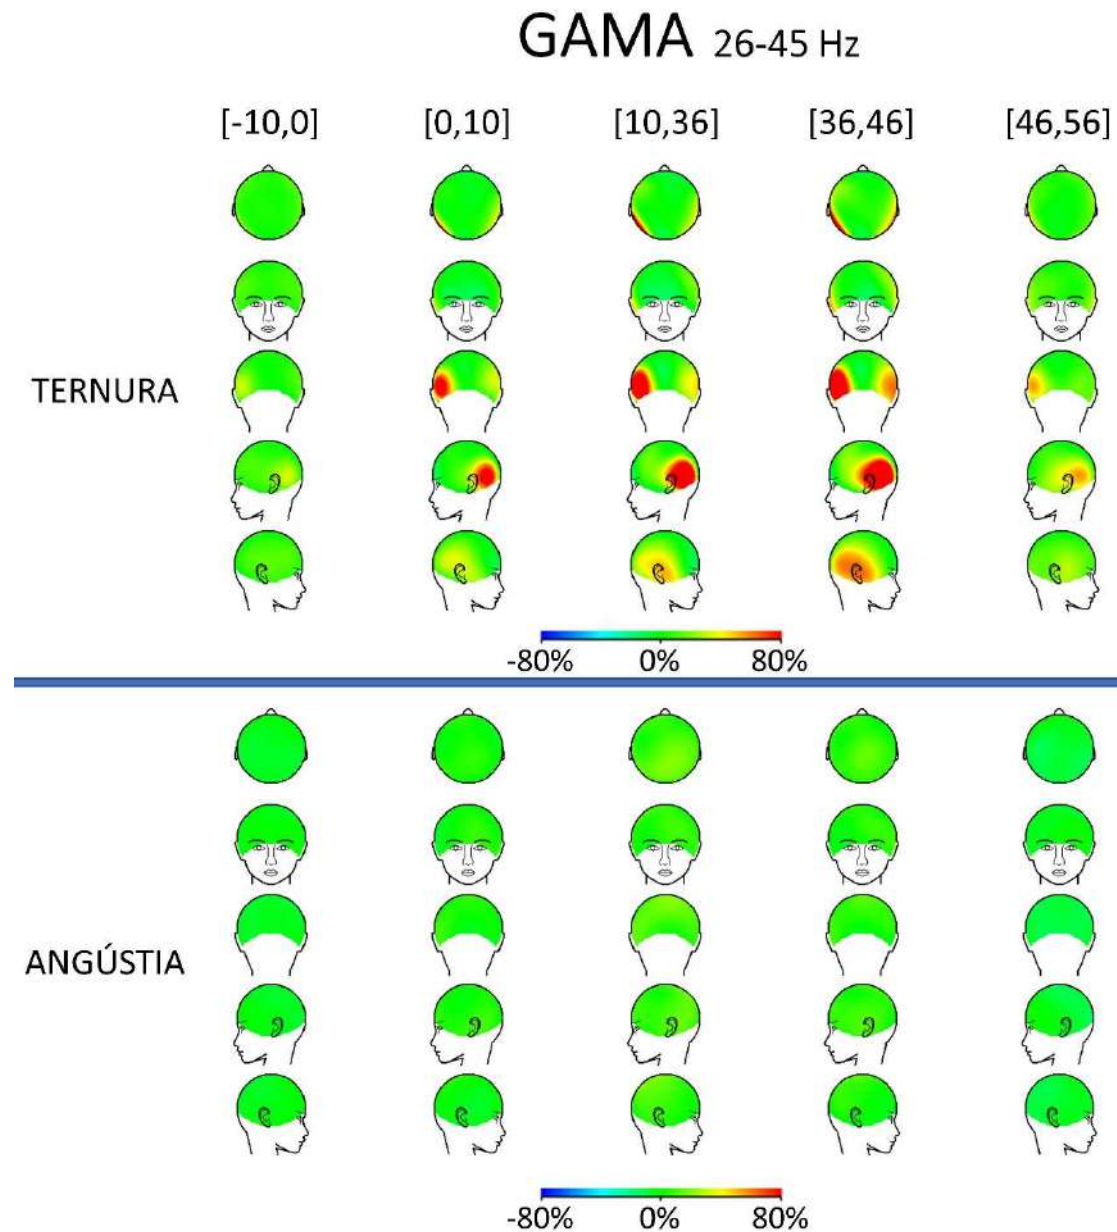 GAMA 26-45 Hz
[-10,0] [0,10] [10,36] [36,46] [46,56]
TERNURA
-80% 0% 80%
ANGÚSTIA
-80% 0% 80%